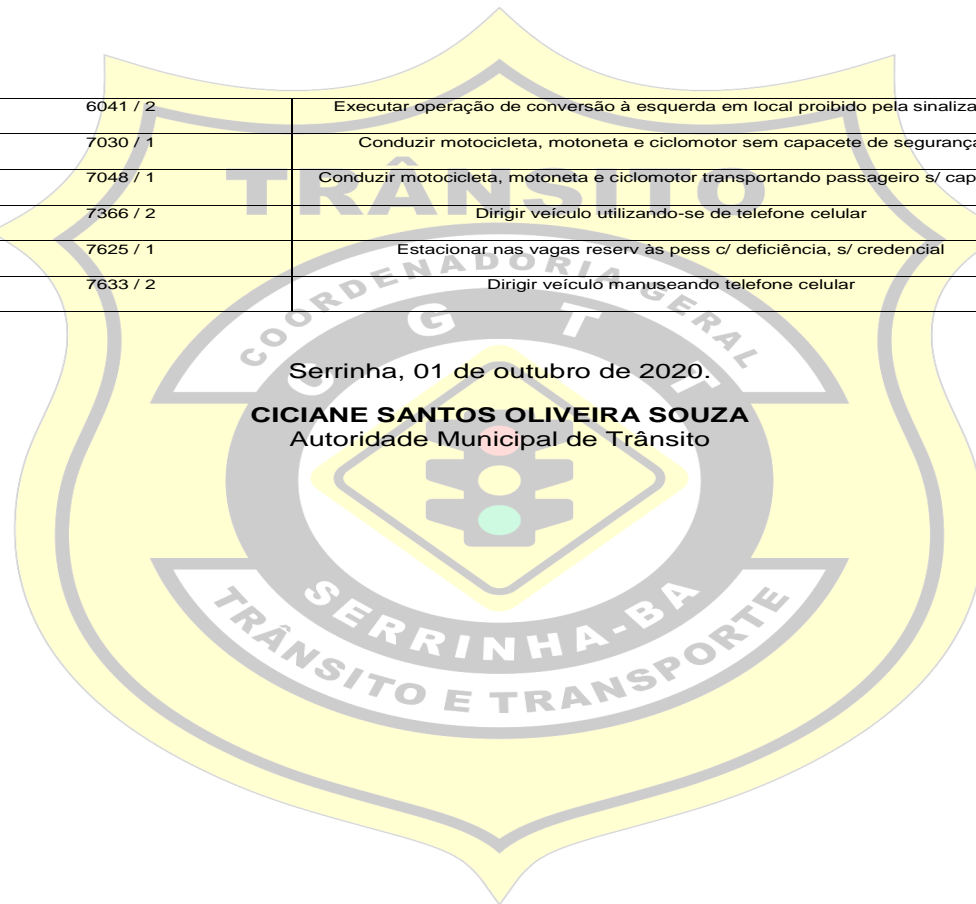 6041 / 2 Executar operação de conversão à esquerda em local proibido pela sinaliza
7030 / 1 Conduzir motocicleta, motoneta e ciclomotor sem capacete de segurança
TRÂNSITO
7048 / 1 Conduzir motocicleta, motoneta e ciclomotor transportando passageiro s/ cap
7366 / 2 Dirigir veículo utilizando-se de telefone celular
7625 / 1 Estacionar nas vagas reserv às pess c/ deficiência, s/ credencial
7633 / 2 Dirigir veículo manuseando telefone celular
COORDENADORIA GERAL
G T T
Serrinha, 01 de outubro de 2020.
CICIANE SANTOS OLIVEIRA SOUZA
Autoridade Municipal de Trânsito
SERRINHA-BA
TRÂNSITO E TRANSPORTE